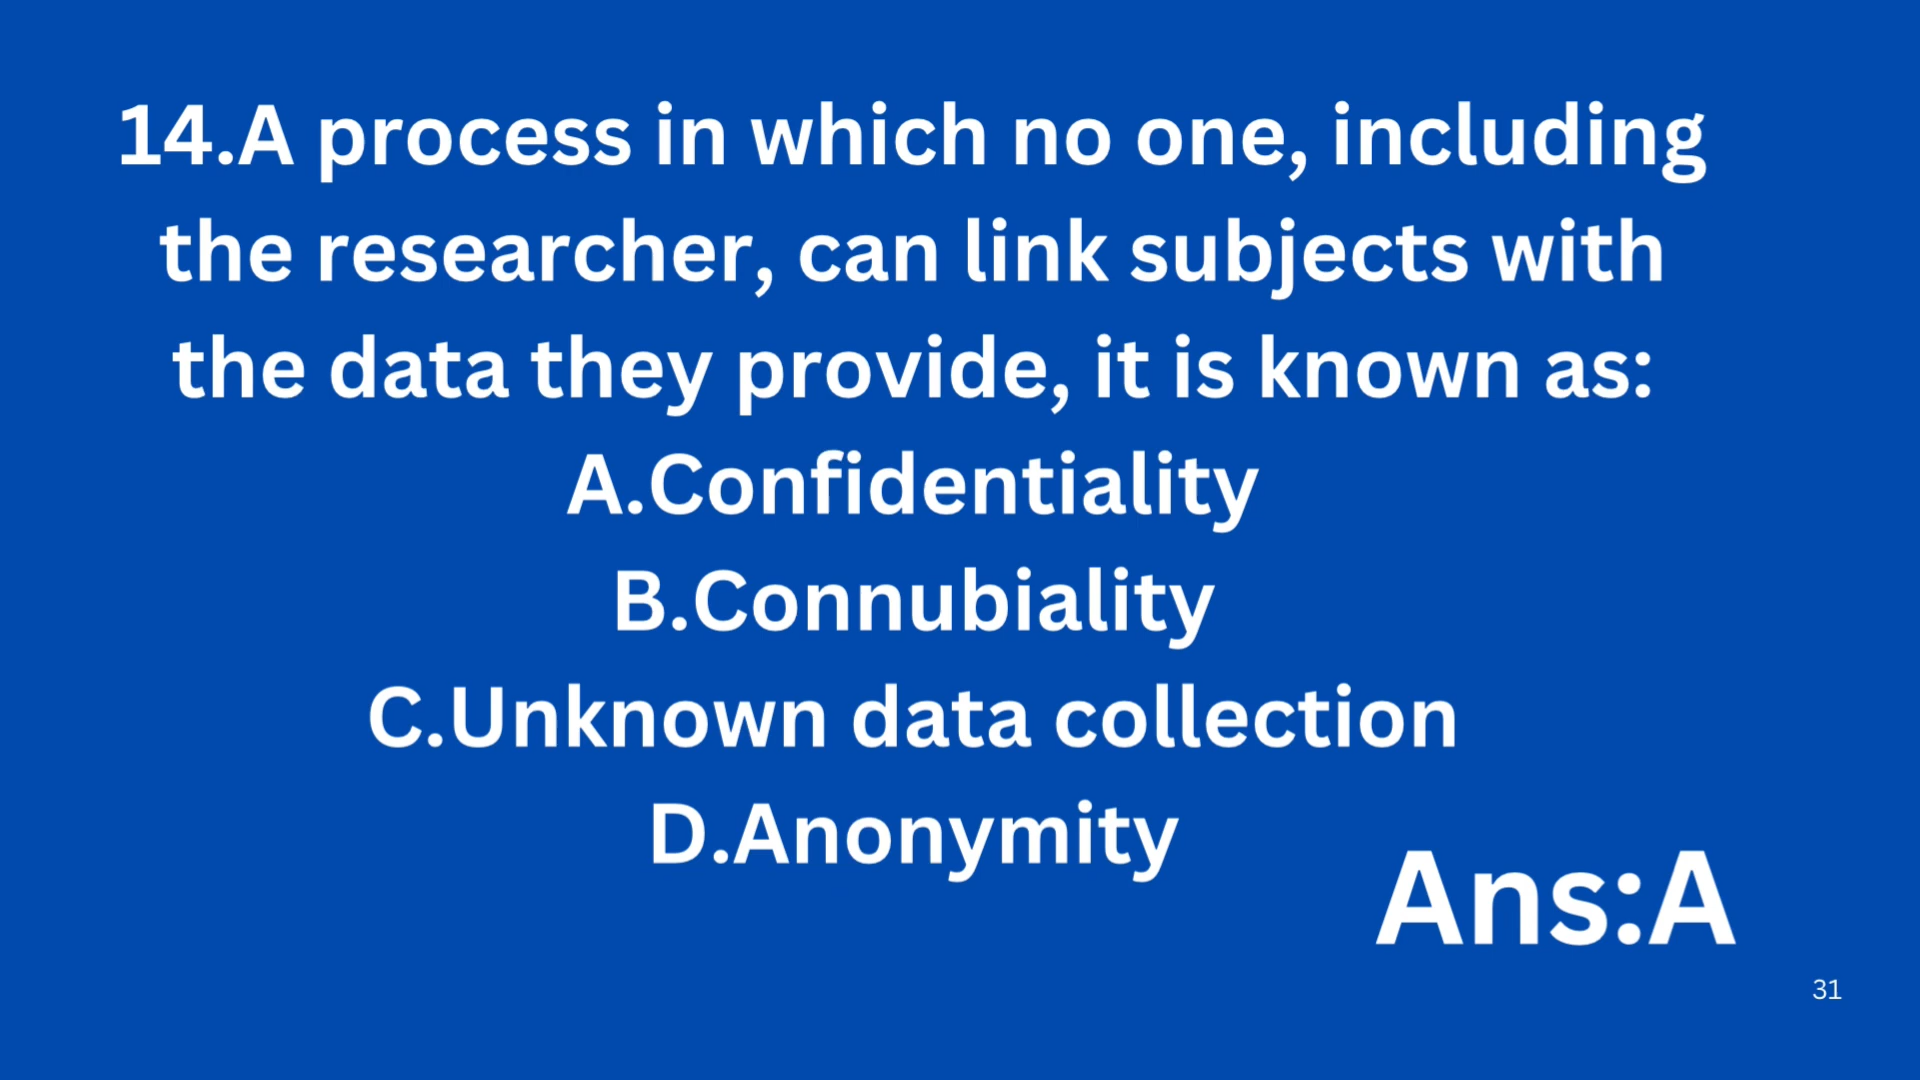 14.A process in which no one, including
the researcher, can link subjects with
the data they provide, it is known as:
A.Confidentiality
B.Connubiality
C.Unknown data collection
D.Anonymity
Ans:A
31